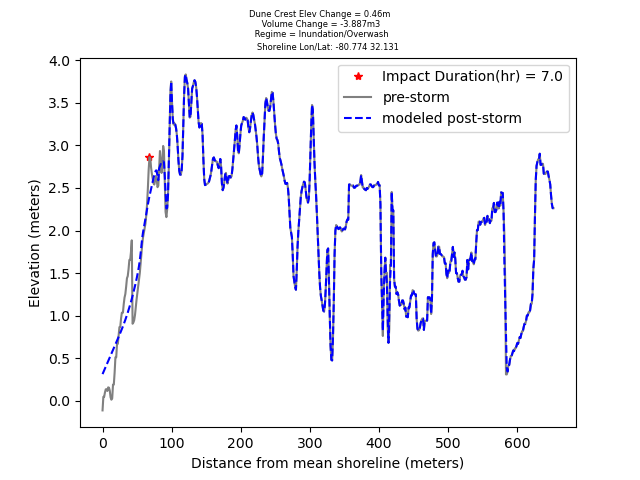 Dune Crest Elev Change = 0.46m
Volume Change = -3.887m3
Regime = Inundation/Overwash
Shoreline Lon/Lat: -80.774 32.131
Impact Duration(hr) = 7.0
pre-storm
modeled post-storm
4.0
3.5
3.0
2.5
2.0
1.5
1.0
0.5
0.0
Elevation (meters)
0 100 200 300 400 500 600
Distance from mean shoreline (meters)